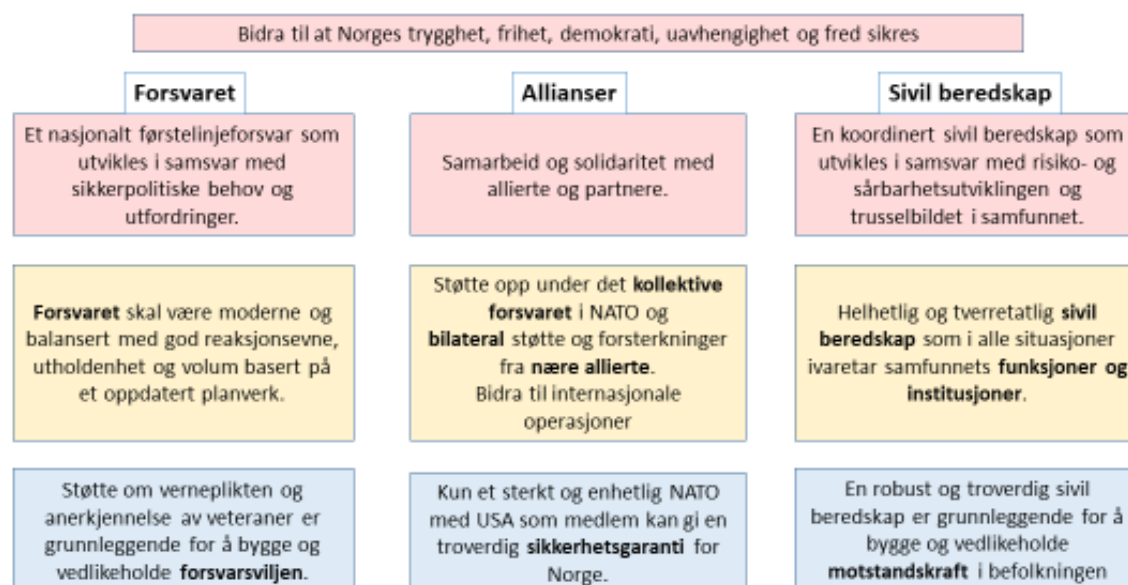 Bidra til at Norges trygghet, frihet, demokrati, uavhengighet og fred sikres
Forsvaret
Et nasjonalt førstelinjeforsvar som
utvikles i samsvar med
sikkerpolitiske behov og
utfordringer.
Forsvaret skal være moderne og
balansert med god reaksjonsevne,
utholdenhet og volum basert på
et oppdatert planverk.
Støtte om verneplikten og
anerkjennelse av veteraner er
grunnleggende for å bygge og
vedlikeholde forsvarsviljen.
Allianser
Samarbeid og solidaritet med
allierte og partnere.
Støtte opp under det kollektive
forsvaret i NATO og
bilateral støtte og forsterkninger
fra nære allierte.
Bidra til internasjonale
operasjoner
Kun et sterkt og enhetlig NATO
med USA som medlem kan gi en
troverdig sikkerhetsgaranti for
Norge.
Sivil beredskap
En koordinert sivil beredskap som
utvikles i samsvar med risiko- og
sårbarhetsutviklingen og
trusselbildet i samfunnet.
Helhetlig og tverretatlig sivil
beredskap som i alle situasjoner
ivaretar samfunnets funksjoner og
institusjoner.
En robust og troverdig sivil
beredskap er grunnleggende for å
bygge og vedlikeholde
motstandskraft i befolkningen